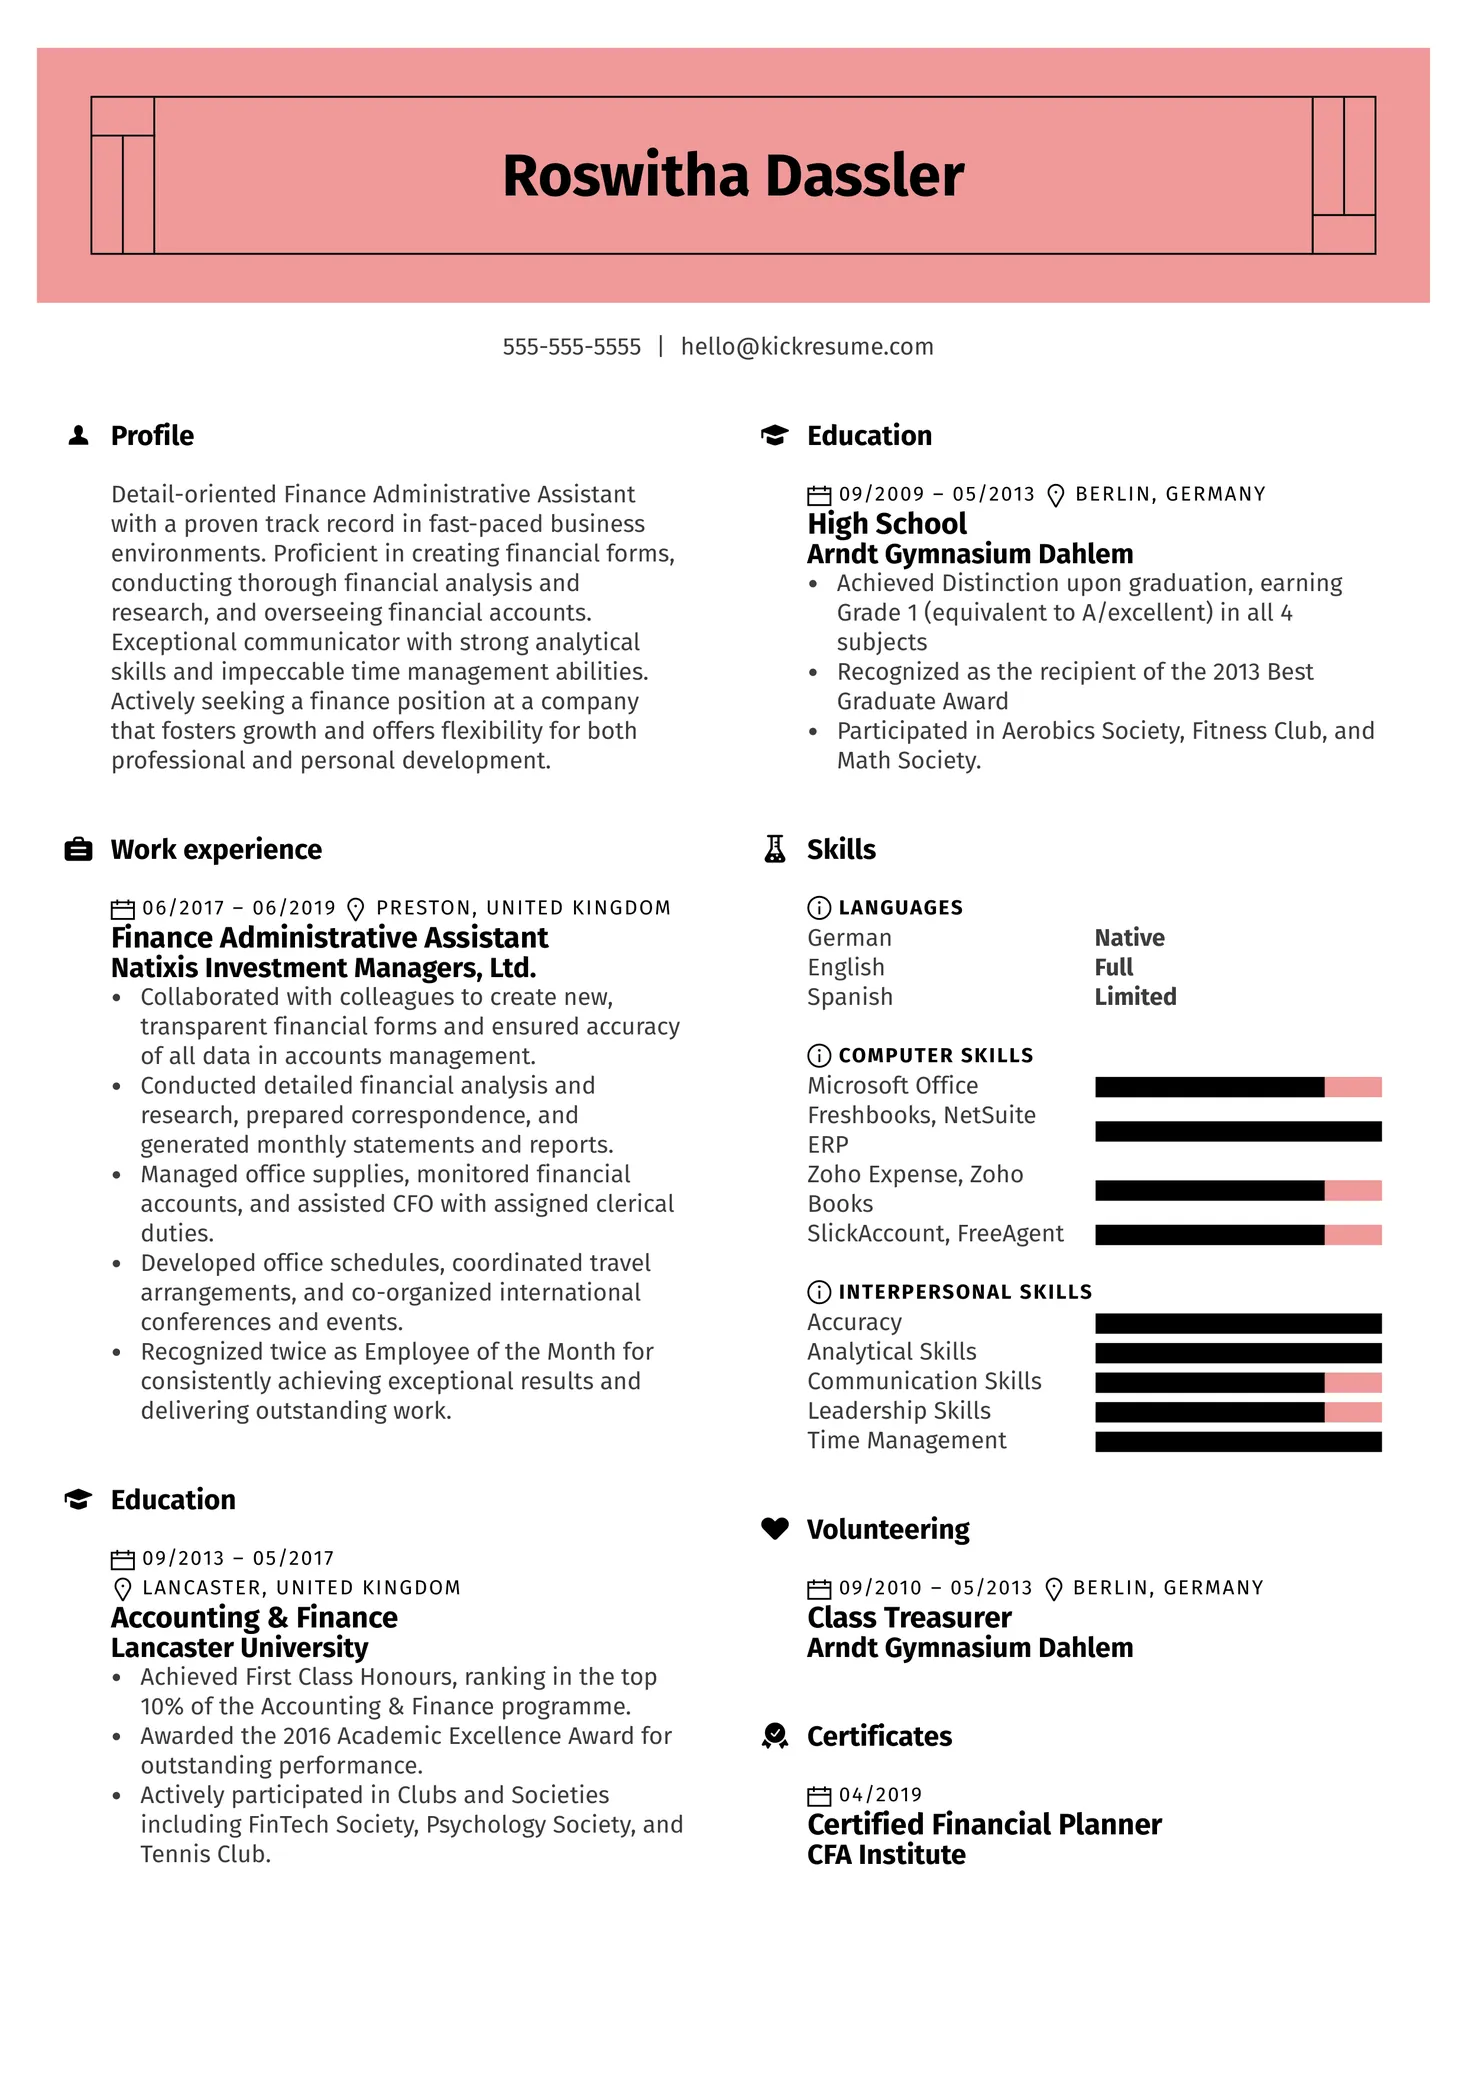 Roswitha Dassler
555-555-5555 | hello@kickresume.com
Profile
Detail-oriented Finance Administrative Assistant
with a proven track record in fast-paced business
environments. Proficient in creating financial forms,
conducting thorough financial analysis and
research, and overseeing financial accounts.
Exceptional communicator with strong analytical
skills and impeccable time management abilities.
Actively seeking a finance position at a company
that fosters growth and offers flexibility for both
professional and personal development.
Work experience
06/2017 – 06/2019 PRESTON, UNITED KINGDOM
Finance Administrative Assistant
Natixis Investment Managers, Ltd.
• Collaborated with colleagues to create new,
transparent financial forms and ensured accuracy
of all data in accounts management.
• Conducted detailed financial analysis and
research, prepared correspondence, and
generated monthly statements and reports.
• Managed office supplies, monitored financial
accounts, and assisted CFO with assigned clerical
duties.
• Developed office schedules, coordinated travel
arrangements, and co-organized international
conferences and events.
• Recognized twice as Employee of the Month for
consistently achieving exceptional results and
delivering outstanding work.
Education
09/2013 – 05/2017
LANCASTER, UNITED KINGDOM
Accounting & Finance
Lancaster University
• Achieved First Class Honours, ranking in the top
10% of the Accounting & Finance programme.
• Awarded the 2016 Academic Excellence Award for
outstanding performance.
• Actively participated in Clubs and Societies
including FinTech Society, Psychology Society, and
Tennis Club.
Education
09/2009 – 05/2013 BERLIN, GERMANY
High School
Arndt Gymnasium Dahlem
• Achieved Distinction upon graduation, earning
Grade 1 (equivalent to A/excellent) in all 4
subjects
• Recognized as the recipient of the 2013 Best
Graduate Award
• Participated in Aerobics Society, Fitness Club, and
Math Society.
Skills
LANGUAGES
German Native
English Full
Spanish Limited
COMPUTER SKILLS
Microsoft Office
Freshbooks, NetSuite
ERP
Zoho Expense, Zoho
Books
SlickAccount, FreeAgent
INTERPERSONAL SKILLS
Accuracy
Analytical Skills
Communication Skills
Leadership Skills
Time Management
Volunteering
09/2010 – 05/2013 BERLIN, GERMANY
Class Treasurer
Arndt Gymnasium Dahlem
Certificates
04/2019
Certified Financial Planner
CFA Institute